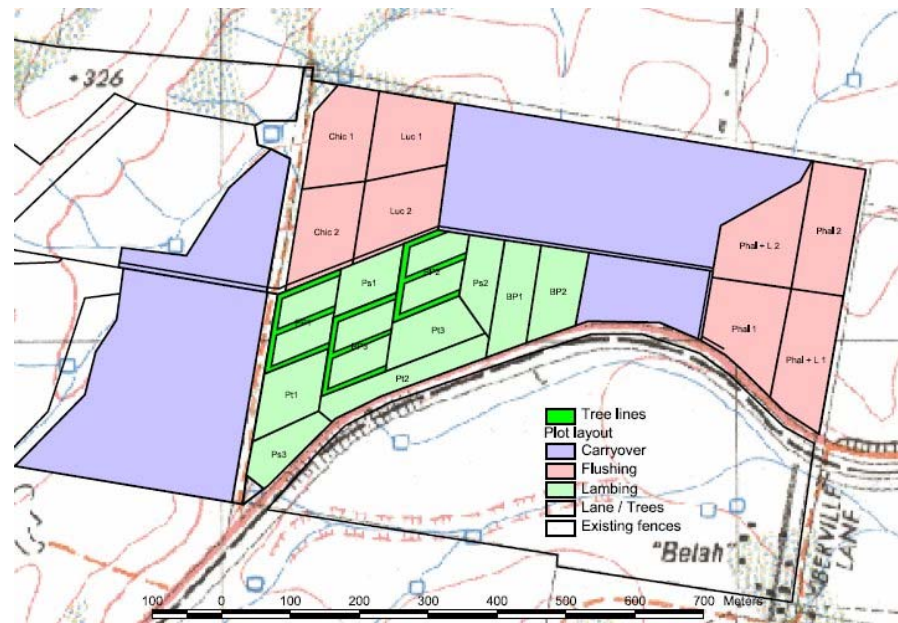 326
Chic 1
Luc 1
Chic 2
Luc 2
Phal + L 2
Phal 2
Phal 1
Phal + L 1
Ps1
Ps2
BP1
BP2
Pt3
Pt1
Pt2
Ps3
Tree lines
Plot layout
Carryover
Flushing
Lambing
Lane / Trees
Existing fences
"Belah"
LANE
100 0 100 200 300 400 500 600 700 Meters